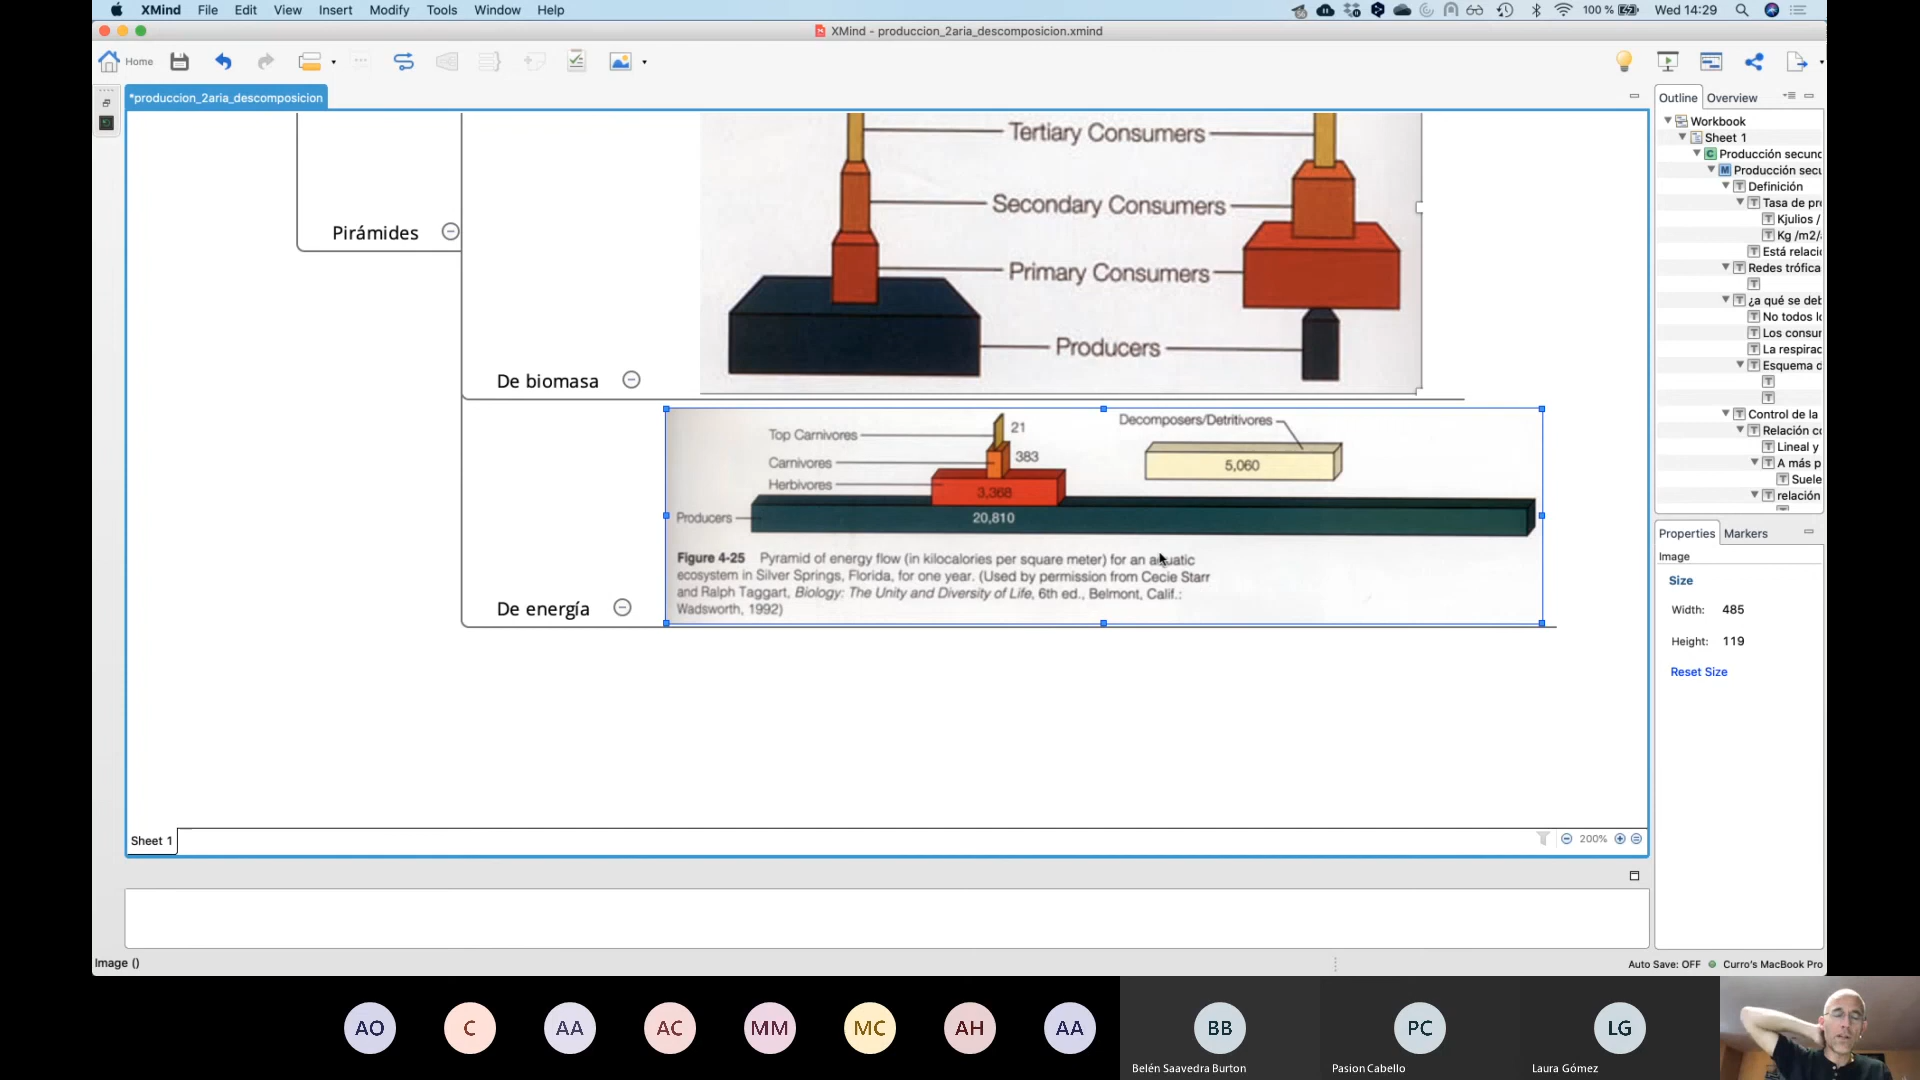 XMind File Edit View Insert Modify Tools Window Help
100 % Wed 14:29
XMind - produccion_2aria_descomposicion.xmind
Home
*produccion_2aria_descomposicion
Outline Overview
Workbook
Sheet 1
Producción secund
Producción secu
Definición
Tasa de pro
Kjulios /
Kg /m2/
Está relaci
Redes trófica
¿a qué se deb
No todos lo
Los consur
La respirac
Esquema d
Control de la
Relación co
Lineal y
A más p
Suele
relación
Properties Markers
Image
Size
Width: 485
Height: 119
Reset Size
Pirámides
Tertiary Consumers
Secondary Consumers
Primary Consumers
Producers
De biomasa
Top Carnivores
21
Decomposers/Detritivores
Carnivores
383
5,060
Herbivores
3,368
Producers
20,810
Figure 4-25 Pyramid of energy flow (in kilocalories per square meter) for an aquatic
ecosystem in Silver Springs, Florida, for one year. (Used by permission from Cecie Starr
and Ralph Taggart, Biology: The Unity and Diversity of Life, 6th ed., Belmont, Calif.:
Wadsworth, 1992)
De energía
Sheet 1
200%
Image ()
Auto Save: OFF Curro's MacBook Pro
AO C AA AC MM MC AH AA BB PC LG
Belén Saavedra Burton
Pasion Cabello
Laura Gómez